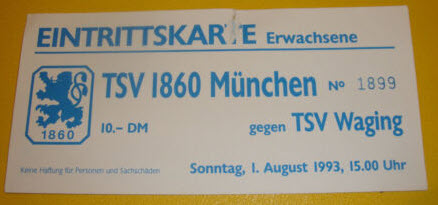 EINTRITTSKARTE Erwachsene
TSV 1860 München Nº 1899
1860
10.– DM gegen TSV Waging
Keine Haftung für Personen und Sachschäden Sonntag, 1. August 1993, 15.00 Uhr